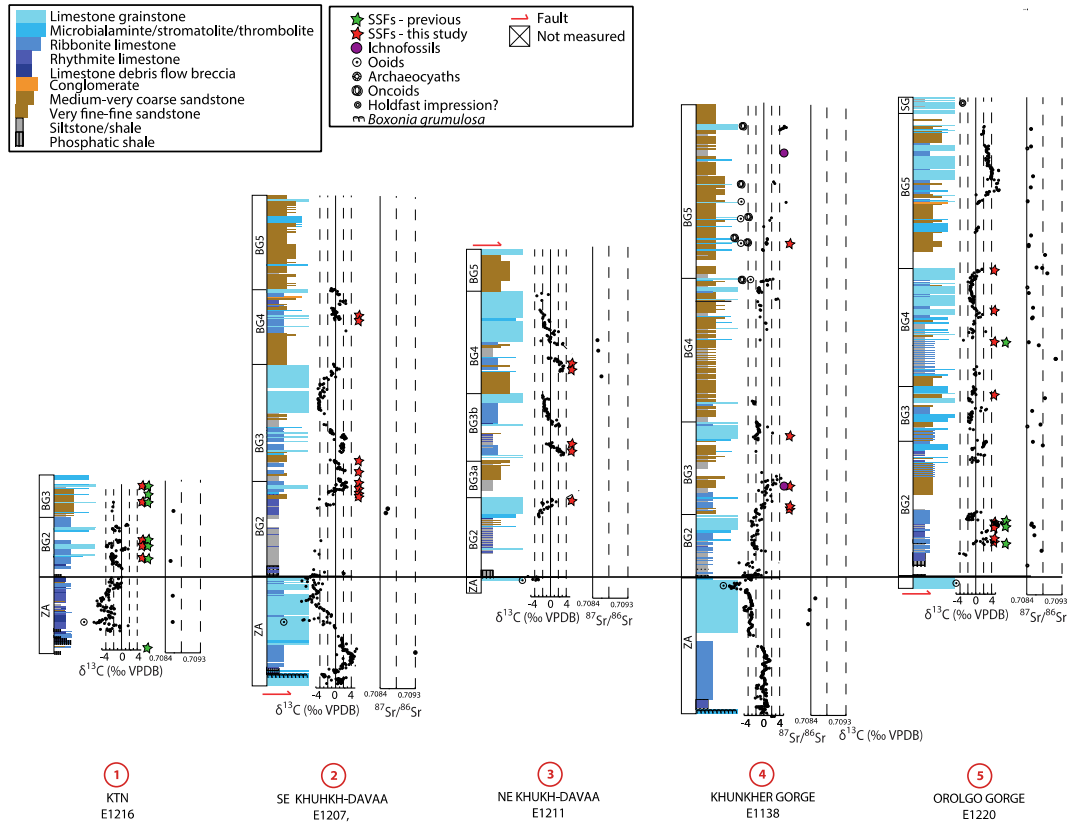 Limestone grainstone
Microbialaminte/stromatolite/thrombolite
Ribbonite limestone
Rhythmite limestone
Limestone debris flow breccia
Conglomerate
Medium-very coarse sandstone
Very fine-fine sandstone
Siltstone/shale
Phosphatic shale
SSFs - previous
SSFs - this study
Ichnofossils
Ooids
Archaeocyaths
Oncoids
Holdfast impression?
Boxonia grumulosa
Fault
Not measured
BG3
BG2
ZA
-4 0 4
0.7084
0.7093
δ13C (‰ VPDB)
87Sr/86Sr
1
KTN
E1216
BG5
BG4
BG3
BG2
ZA
-4 0 4
0.7084
0.7093
δ13C (‰ VPDB)
87Sr/86Sr
2
SE KHUHKH-DAVAA
E1207,
BG5
BG4
BG3b
BG3a
BG2
ZA
-4 0 4
0.7084
0.7093
δ13C (‰ VPDB)
87Sr/86Sr
3
NE KHUKH-DAVAA
E1211
BG5
BG4
BG3
BG2
ZA
-4 0 4
0.7084
0.7093
87Sr/86Sr
δ13C (‰ VPDB)
4
KHUNKHER GORGE
E1138
SG
BG5
BG4
BG3
BG2
-4 0 4
0.7084
0.7093
δ13C (‰ VPDB)
87Sr/86Sr
5
OROLGO GORGE
E1220